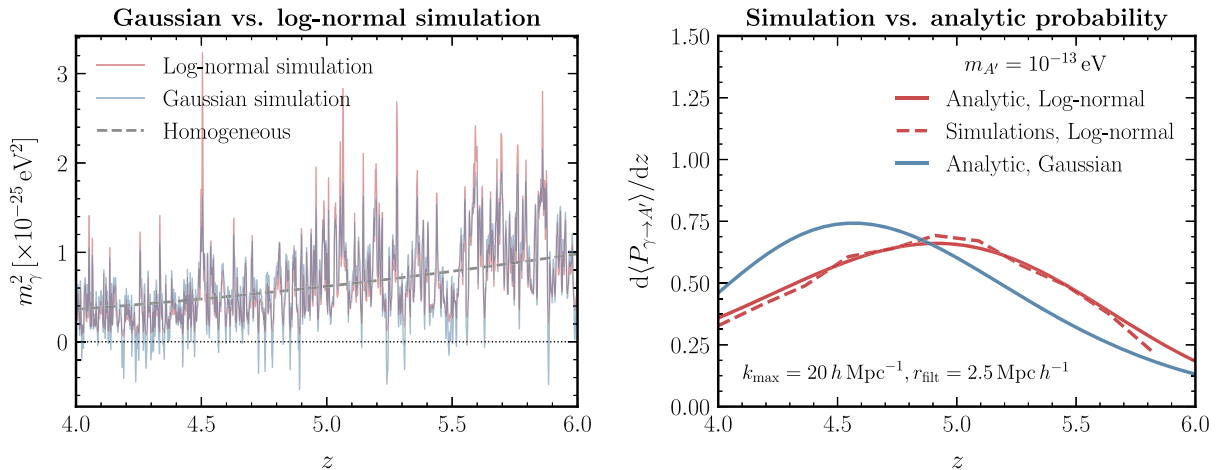 Gaussian vs. log-normal simulation
3
2
1
0
m²_γ [×10⁻²⁵ eV²]
Log-normal simulation
Gaussian simulation
Homogeneous
4.0 4.5 5.0 5.5 6.0
z
Simulation vs. analytic probability
1.50
1.25
1.00
0.75
0.50
0.25
0.00
d⟨P_γ→A′⟩/dz
m_A′ = 10⁻¹³ eV
Analytic, Log-normal
Simulations, Log-normal
Analytic, Gaussian
k_max = 20 h Mpc⁻¹, r_filt = 2.5 Mpc h⁻¹
4.0 4.5 5.0 5.5 6.0
z